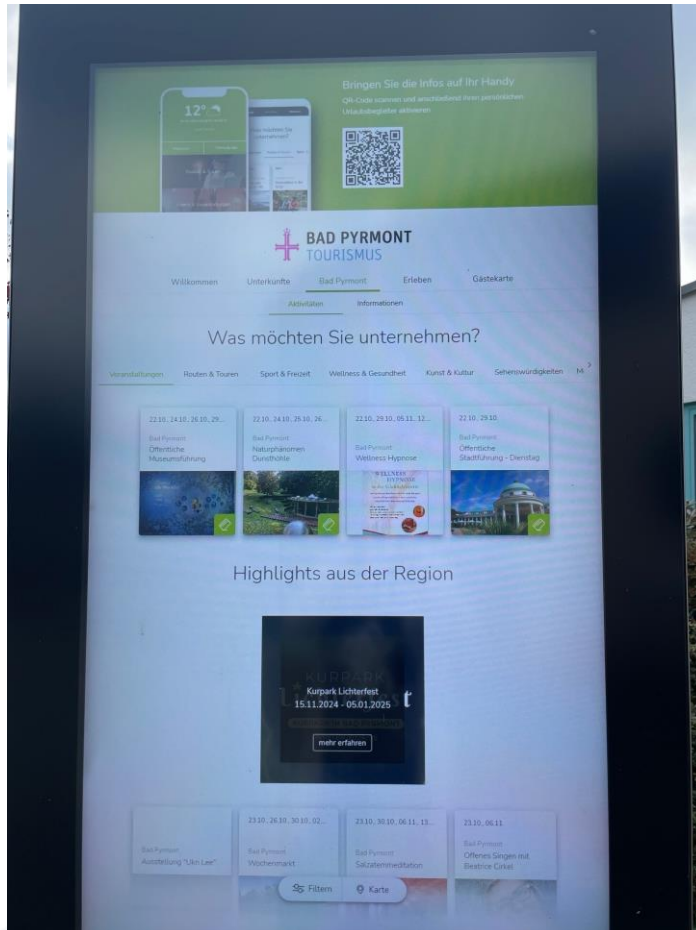 Bringen Sie die Infos auf Ihr Handy
QR-Code scannen und anschließend Ihren persönlichen
Urlaubsbegleiter aktivieren
12°
BAD PYRMONT
TOURISMUS
Willkommen Unterkünfte Bad Pyrmont Erleben Gästekarte
Aktivitäten Informationen
Was möchten Sie unternehmen?
Veranstaltungen Routen & Touren Sport & Freizeit Wellness & Gesundheit Kunst & Kultur Sehenswürdigkeiten M
22.10., 24.10., 26.10., 29...
Bad Pyrmont
Öffentliche
Museumsführung
22.10., 24.10., 25.10., 26...
Bad Pyrmont
Naturphänomen
Dunsthöhle
22.10., 29.10., 05.11., 12...
Bad Pyrmont
Wellness Hypnose
WELLNESS
HYPNOSE
22.10., 29.10.
Bad Pyrmont
Öffentliche
Stadtführung - Dienstag
Highlights aus der Region
KURPARK
Lichterfest
Kurpark Lichterfest
15.11.2024 - 05.01.2025
mehr erfahren
Bad Pyrmont
Ausstellung "Ukn Lee"
23.10., 26.10., 30.10., 02...
Bad Pyrmont
Wochenmarkt
23.10., 30.10., 06.11., 13...
Bad Pyrmont
Salzatemmeditation
23.10., 06.11.
Bad Pyrmont
Offenes Singen mit
Beatrice Cirkel
Filtern Karte